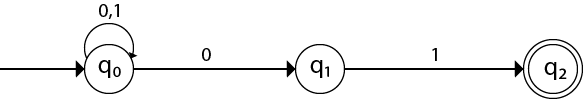 0,1
q₀ 0 q₁ 1 q₂